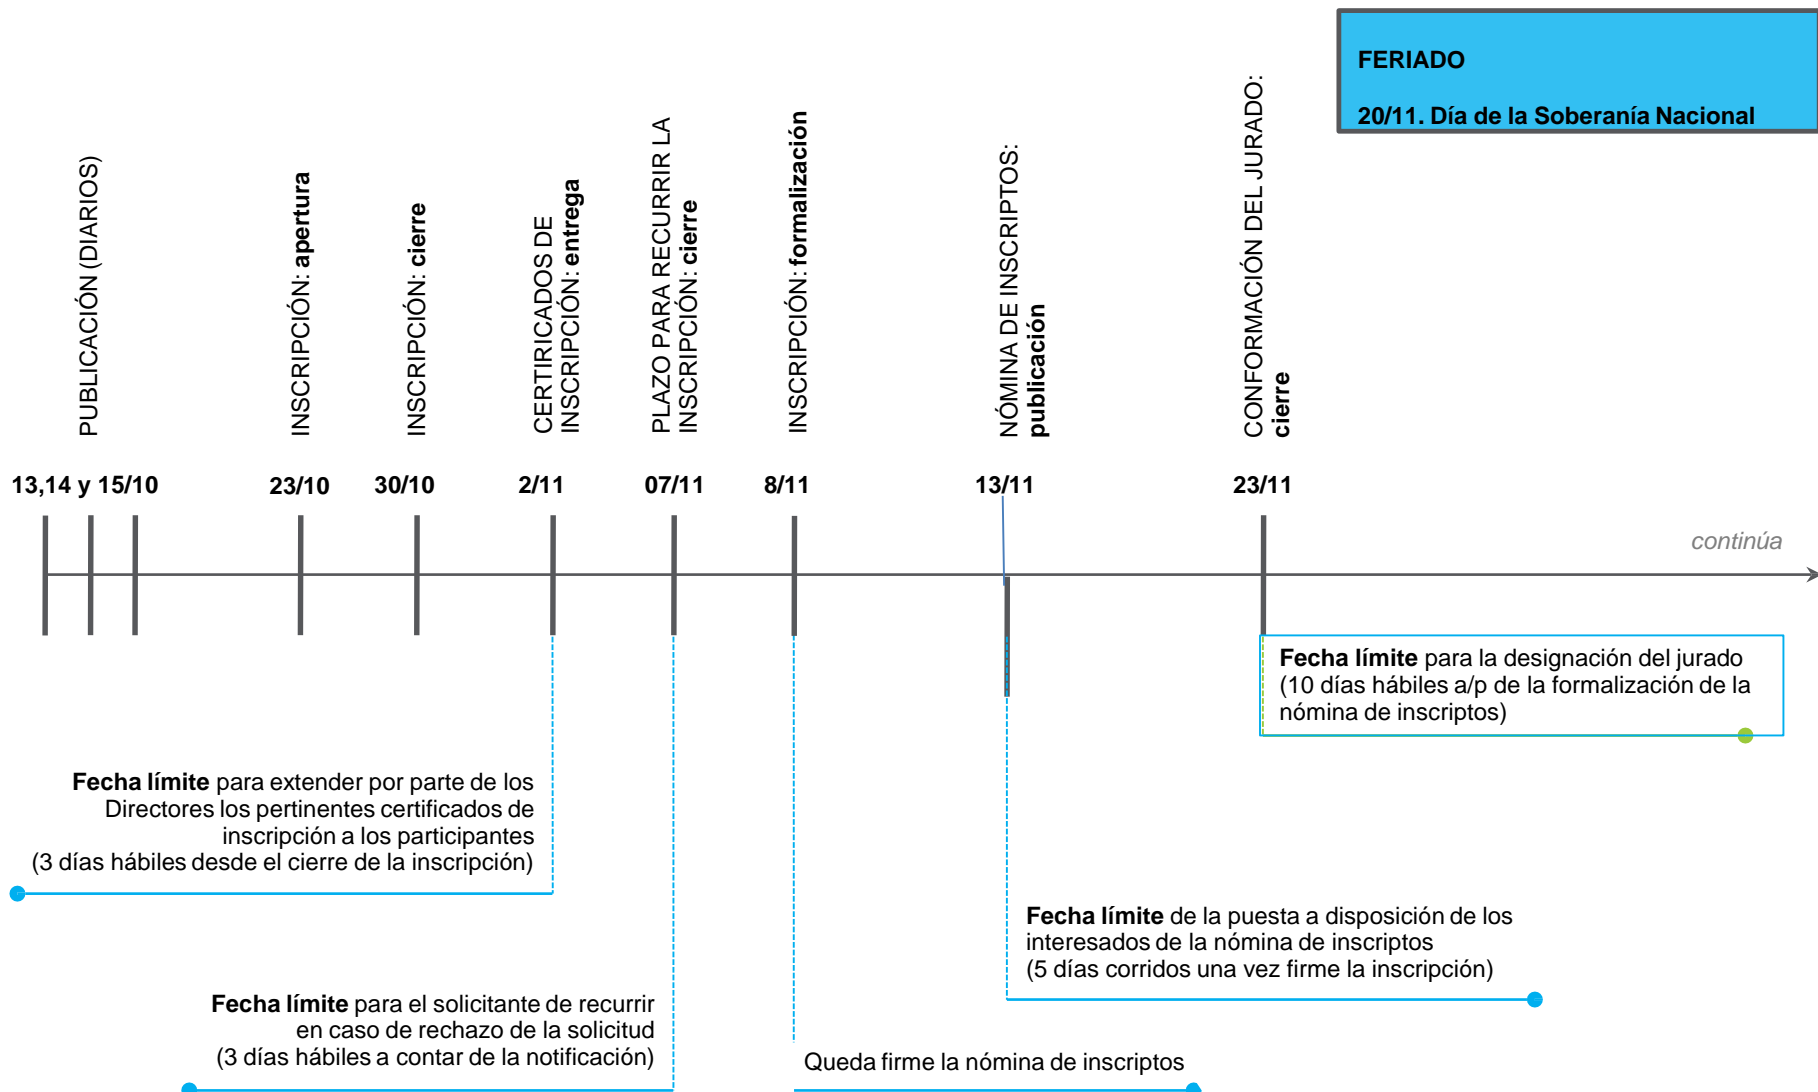 FERIADO
20/11. Día de la Soberanía Nacional
PUBLICACIÓN (DIARIOS)
INSCRIPCIÓN: apertura
INSCRIPCIÓN: cierre
CERTIRICADOS DE
INSCRIPCIÓN: entrega
PLAZO PARA RECURRIR LA
INSCRIPCIÓN: cierre
INSCRIPCIÓN: formalización
NÓMINA DE INSCRIPTOS:
publicación
CONFORMACIÓN DEL JURADO:
cierre
13,14 y 15/10
23/10
30/10
2/11
07/11
8/11
13/11
23/11
continúa
Fecha límite para la designación del jurado
(10 días hábiles a/p de la formalización de la
nómina de inscriptos)
Fecha límite para extender por parte de los
Directores los pertinentes certificados de
inscripción a los participantes
(3 días hábiles desde el cierre de la inscripción)
Fecha límite de la puesta a disposición de los
interesados de la nómina de inscriptos
(5 días corridos una vez firme la inscripción)
Fecha límite para el solicitante de recurrir
en caso de rechazo de la solicitud
(3 días hábiles a contar de la notificación)
Queda firme la nómina de inscriptos